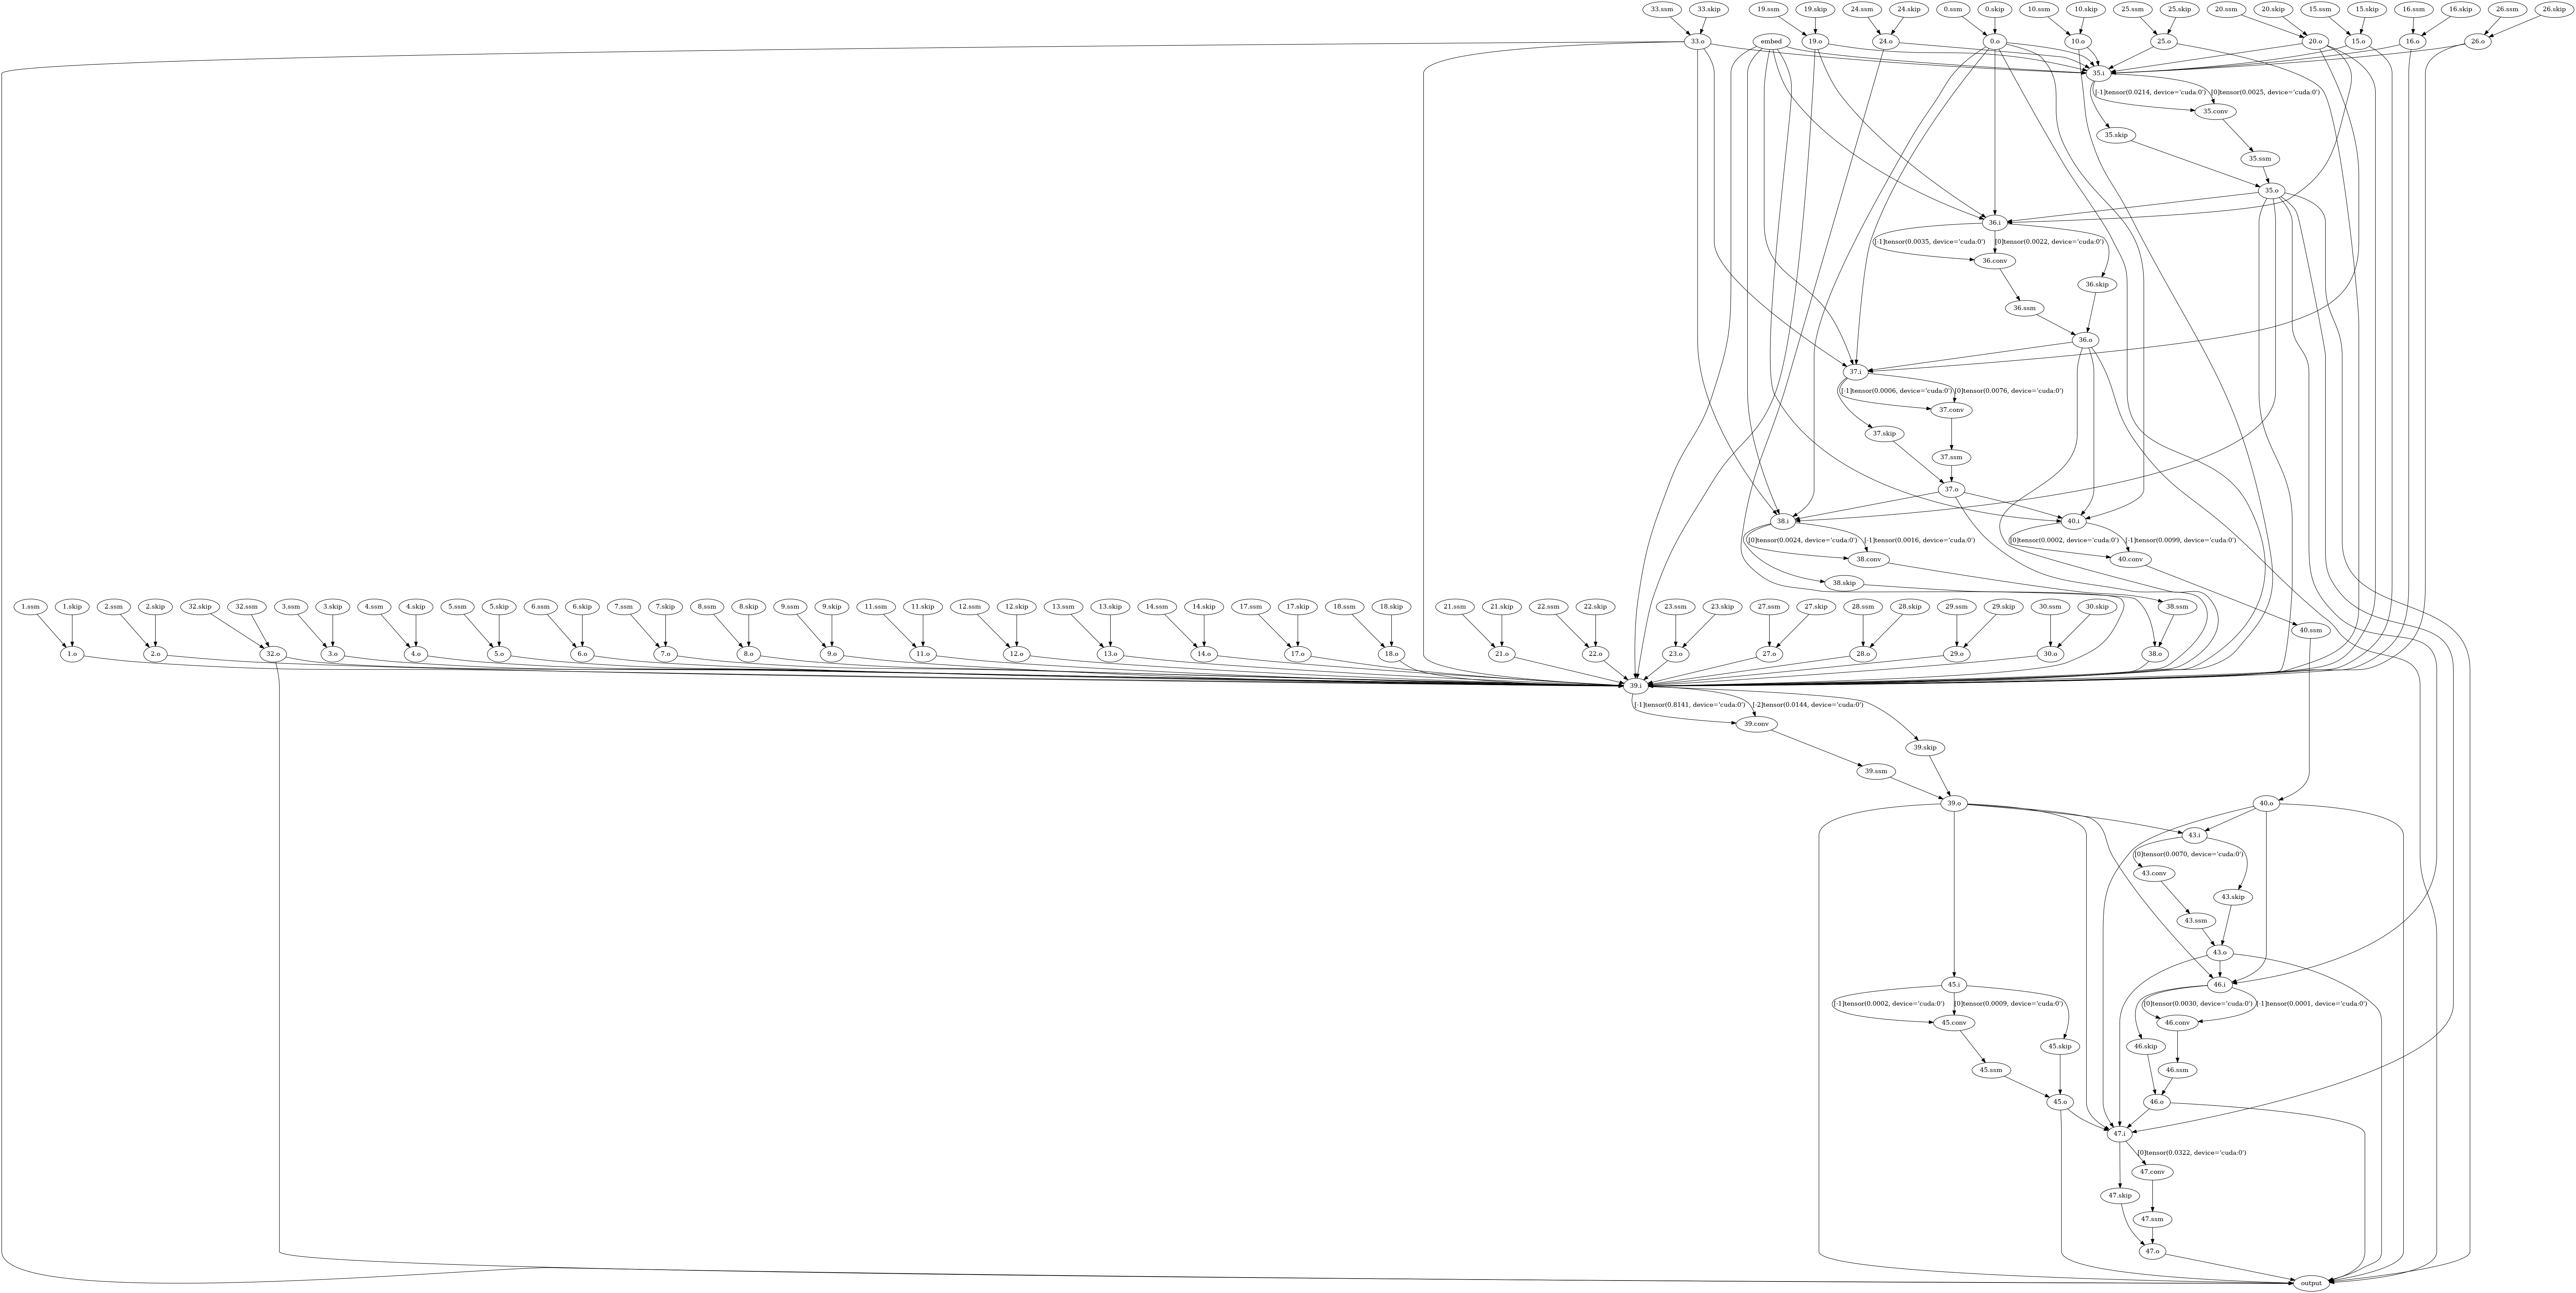 33.ssm 33.skip 19.ssm 19.skip 24.ssm 24.skip 0.ssm 0.skip 10.ssm 10.skip 25.ssm 25.skip 20.ssm 20.skip 15.ssm 15.skip 16.ssm 16.skip 26.ssm 26.skip
33.o embed 19.o 24.o 0.o 10.o 25.o 20.o 15.o 16.o 26.o
35.i
[-1]tensor(0.0214, device='cuda:0') [0]tensor(0.0025, device='cuda:0')
35.conv
35.skip
35.ssm
35.o
36.i
[-1]tensor(0.0035, device='cuda:0') [0]tensor(0.0022, device='cuda:0')
36.conv
36.skip
36.ssm
36.o
37.i
[-1]tensor(0.0006, device='cuda:0') [0]tensor(0.0076, device='cuda:0')
37.conv
37.skip
37.ssm
37.o
38.i 40.i
[0]tensor(0.0024, device='cuda:0') [-1]tensor(0.0016, device='cuda:0') [0]tensor(0.0002, device='cuda:0') [-1]tensor(0.0099, device='cuda:0')
38.conv 40.conv
38.skip
1.ssm 1.skip 2.ssm 2.skip 32.skip 32.ssm 3.ssm 3.skip 4.ssm 4.skip 5.ssm 5.skip 6.ssm 6.skip 7.ssm 7.skip 8.ssm 8.skip 9.ssm 9.skip 11.ssm 11.skip 12.ssm 12.skip 13.ssm 13.skip 14.ssm 14.skip 17.ssm 17.skip 18.ssm 18.skip 21.ssm 21.skip 22.ssm 22.skip 23.ssm 23.skip 27.ssm 27.skip 28.ssm 28.skip 29.ssm 29.skip 30.ssm 30.skip 38.ssm
40.ssm
1.o 2.o 32.o 3.o 4.o 5.o 6.o 7.o 8.o 9.o 11.o 12.o 13.o 14.o 17.o 18.o 21.o 22.o 23.o 27.o 28.o 29.o 30.o 38.o
39.i
[-1]tensor(0.8141, device='cuda:0') [-2]tensor(0.0144, device='cuda:0')
39.conv
39.skip
39.ssm
39.o 40.o
43.i
[0]tensor(0.0070, device='cuda:0')
43.conv
43.skip
43.ssm
43.o
45.i 46.i
[-1]tensor(0.0002, device='cuda:0') [0]tensor(0.0009, device='cuda:0') [0]tensor(0.0030, device='cuda:0') [-1]tensor(0.0001, device='cuda:0')
45.conv 46.conv
45.skip 46.skip
45.ssm 46.ssm
45.o 46.o
47.i
[0]tensor(0.0322, device='cuda:0')
47.conv
47.skip
47.ssm
47.o
output